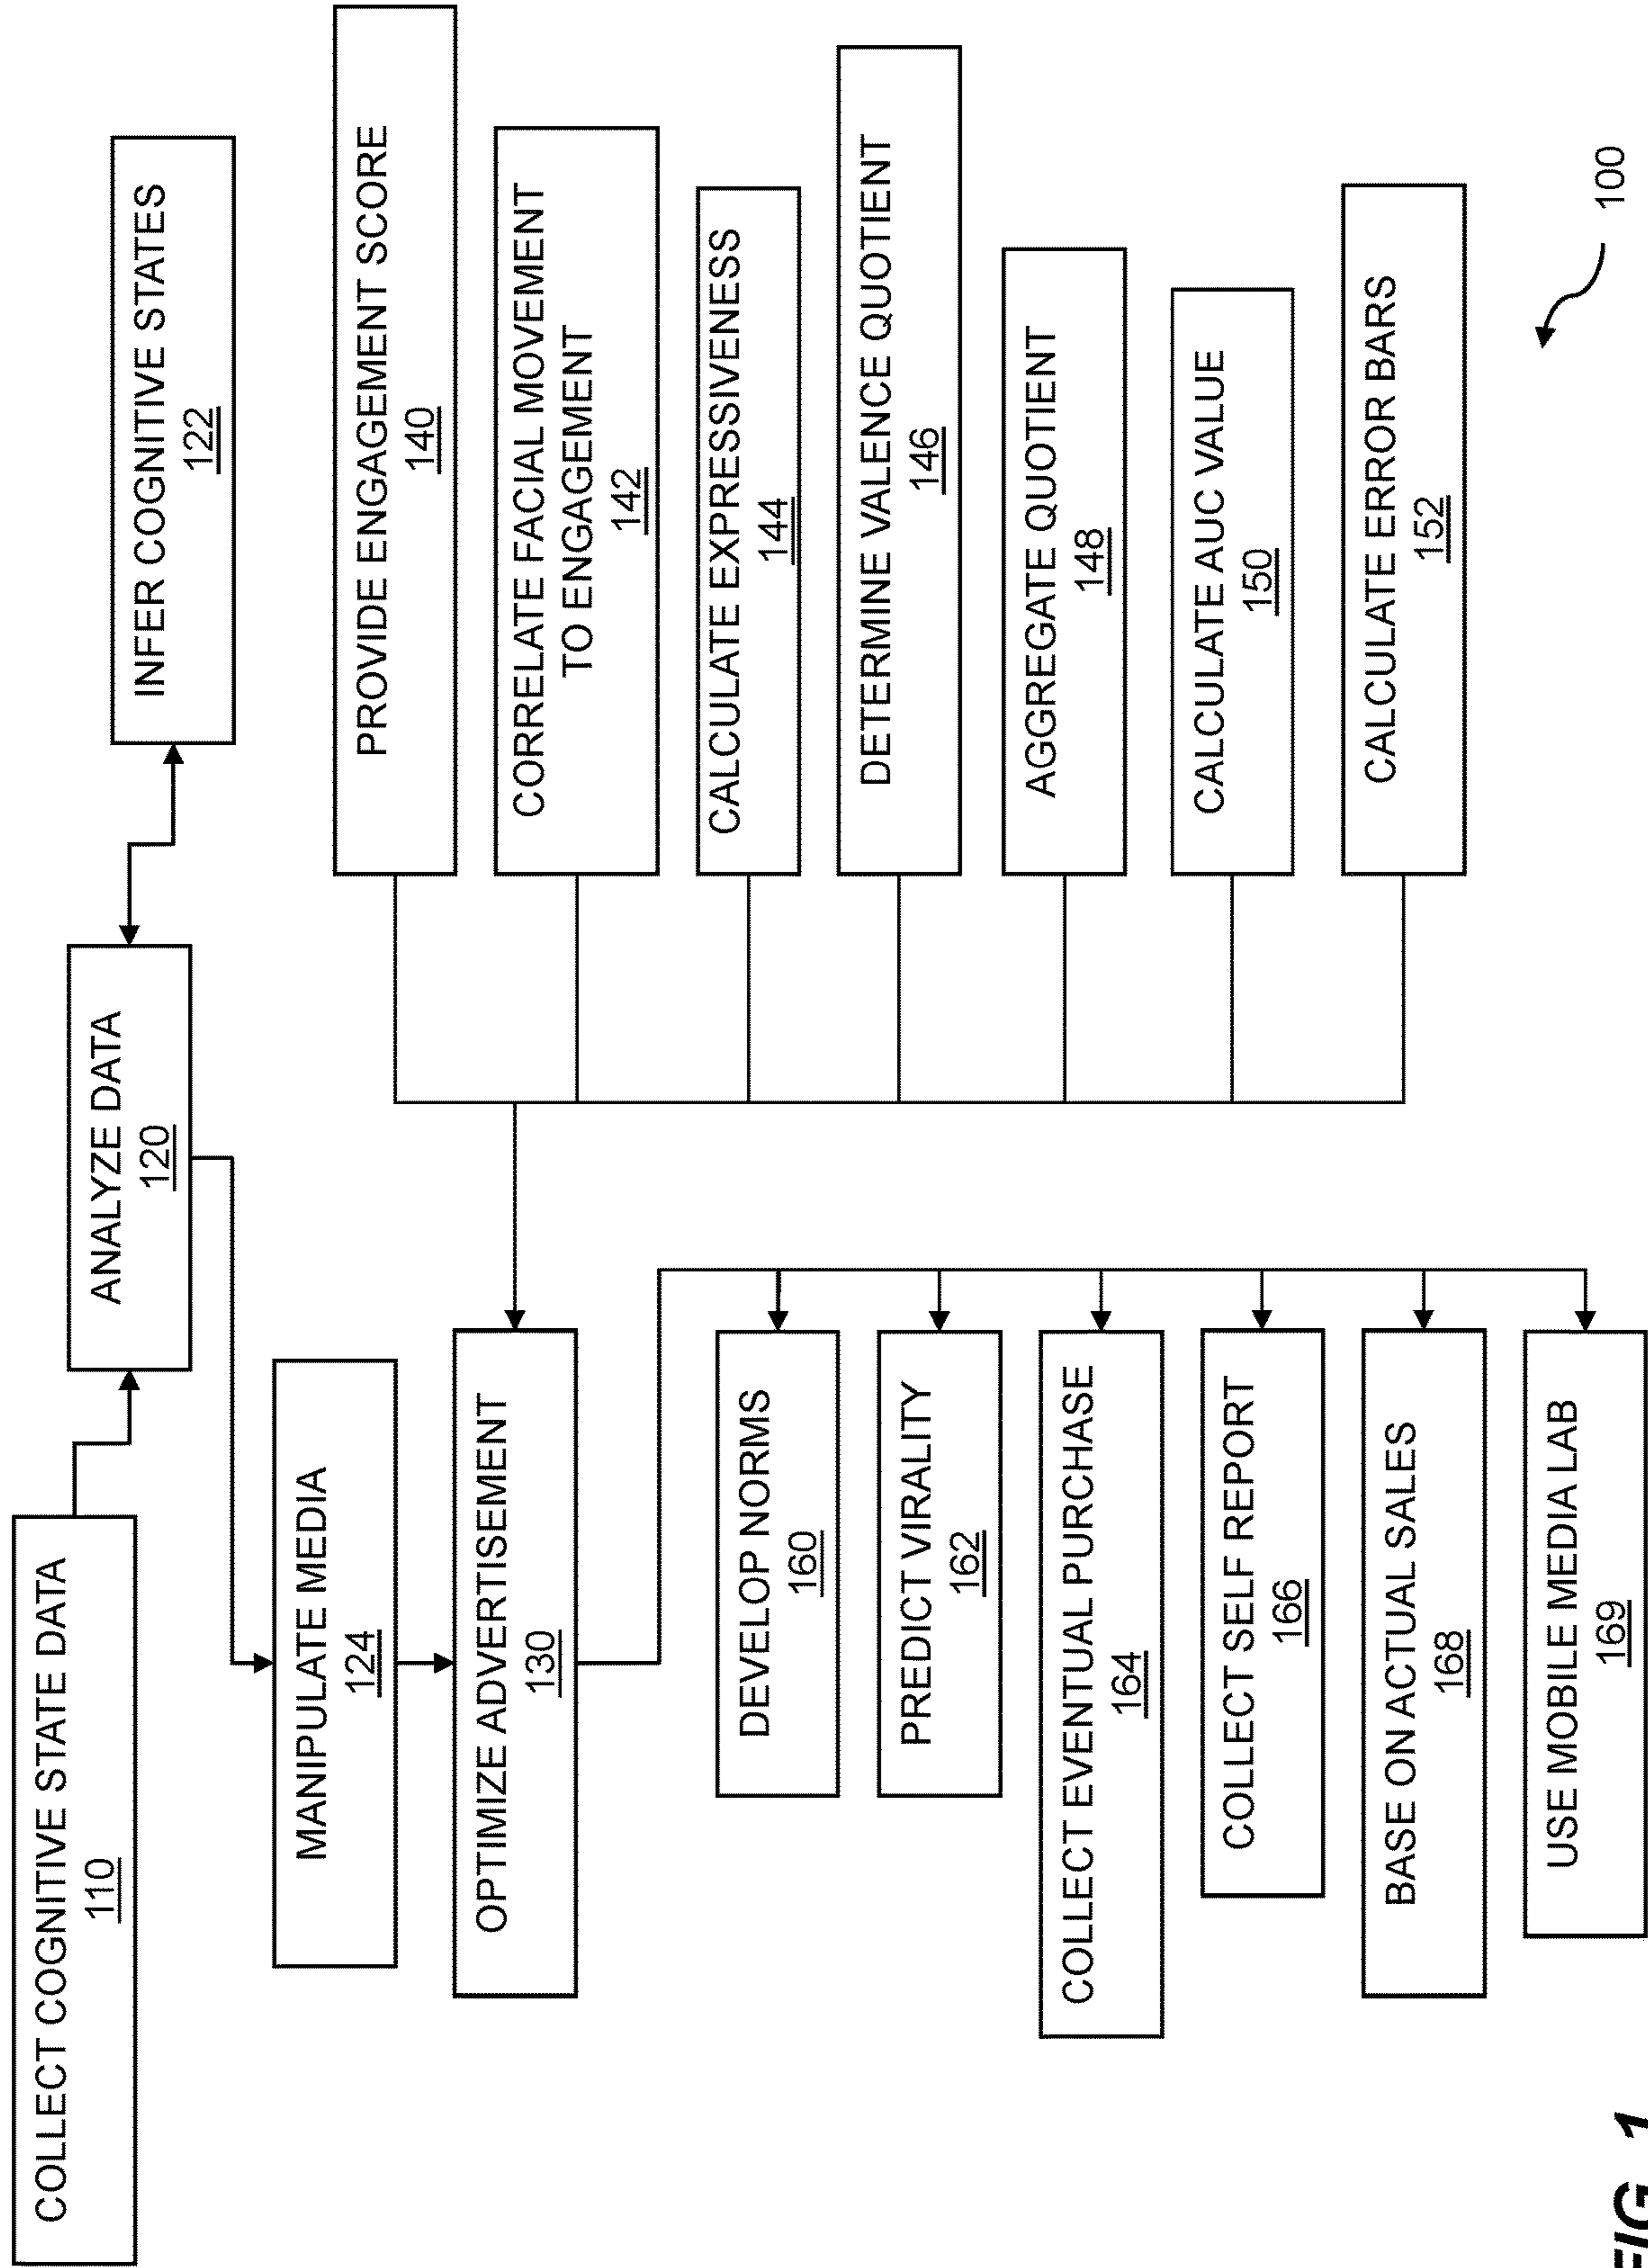 COLLECT COGNITIVE STATE DATA
110
ANALYZE DATA
120
INFER COGNITIVE STATES
122
MANIPULATE MEDIA
124
OPTIMIZE ADVERTISEMENT
130
PROVIDE ENGAGEMENT SCORE
140
CORRELATE FACIAL MOVEMENT
TO ENGAGEMENT
142
CALCULATE EXPRESSIVENESS
144
DETERMINE VALENCE QUOTIENT
146
AGGREGATE QUOTIENT
148
CALCULATE AUC VALUE
150
CALCULATE ERROR BARS
152
DEVELOP NORMS
160
PREDICT VIRALITY
162
COLLECT EVENTUAL PURCHASE
164
COLLECT SELF REPORT
166
BASE ON ACTUAL SALES
168
USE MOBILE MEDIA LAB
169
100
FIG. 1